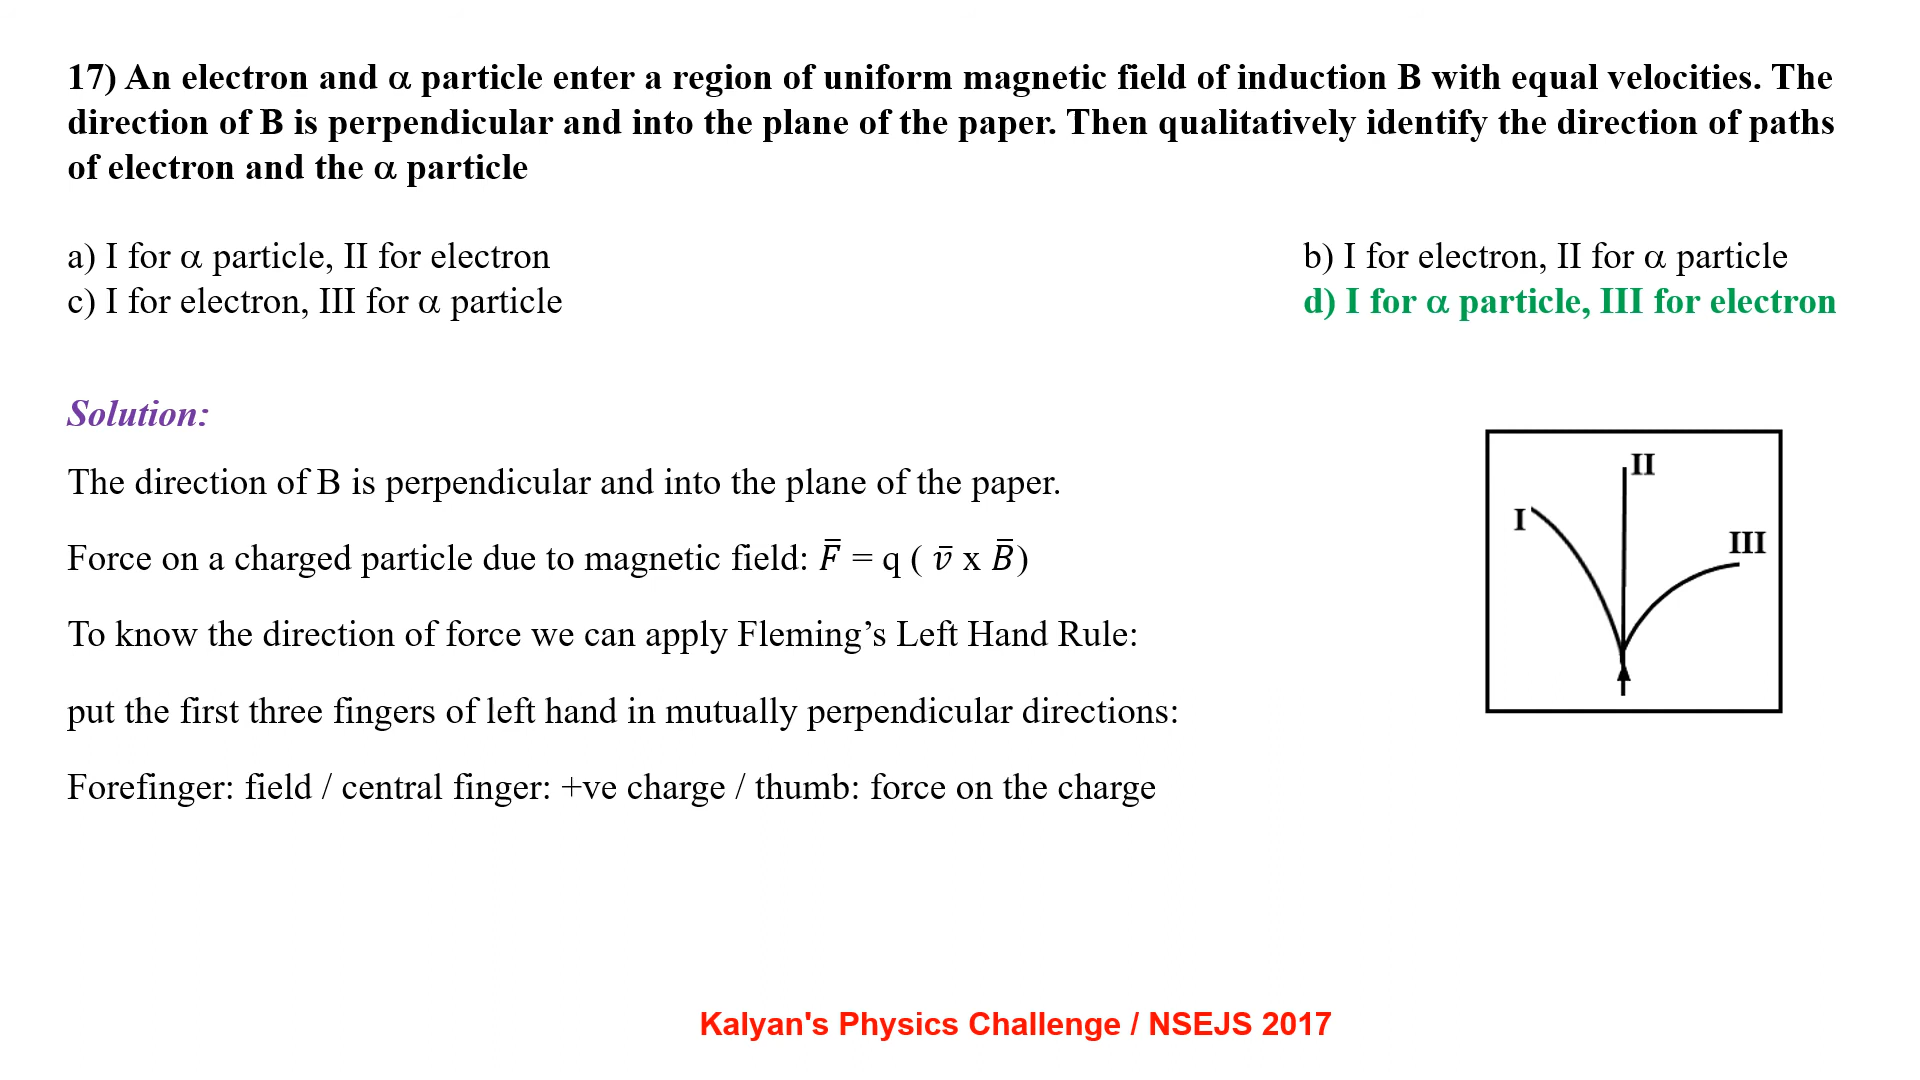 17) An electron and α particle enter a region of uniform magnetic field of induction B with equal velocities. The
direction of B is perpendicular and into the plane of the paper. Then qualitatively identify the direction of paths
of electron and the α particle
a) I for α particle, II for electron
b) I for electron, II for α particle
c) I for electron, III for α particle
d) I for α particle, III for electron
Solution:
The direction of B is perpendicular and into the plane of the paper.
Force on a charged particle due to magnetic field: F̅ = q ( v̅ x B̅)
To know the direction of force we can apply Fleming’s Left Hand Rule:
put the first three fingers of left hand in mutually perpendicular directions:
Forefinger: field / central finger: +ve charge / thumb: force on the charge
II
I
III
Kalyan's Physics Challenge / NSEJS 2017